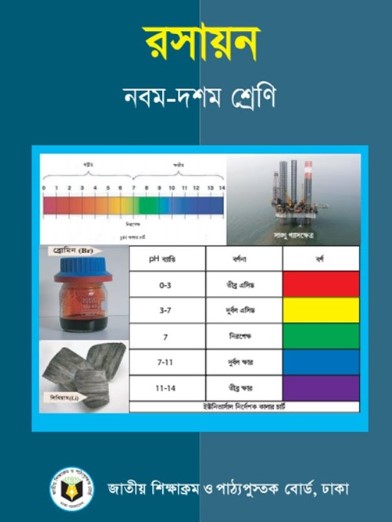 রসায়ন
নবম-দশম শ্রেণি
0 1 2 3 4 5 6 7 8 9 10 11 12 13 14
নিরপেক্ষ
সাঙ্গু গ্যাসক্ষেত্র
ব্রোমিন (Br)
লিথিয়াম(Li)
pH ব্যাপ্তি বর্ণনা বর্ণ
0-3 তীব্র এসিড
3-7 দুর্বল এসিড
7 নিরপেক্ষ
7-11 দুর্বল ক্ষার
11-14 তীব্র ক্ষার
ইউনিভার্সাল নির্দেশক কালার চার্ট
জাতীয় শিক্ষাক্রম ও পাঠ্যপুস্তক বোর্ড, ঢাকা